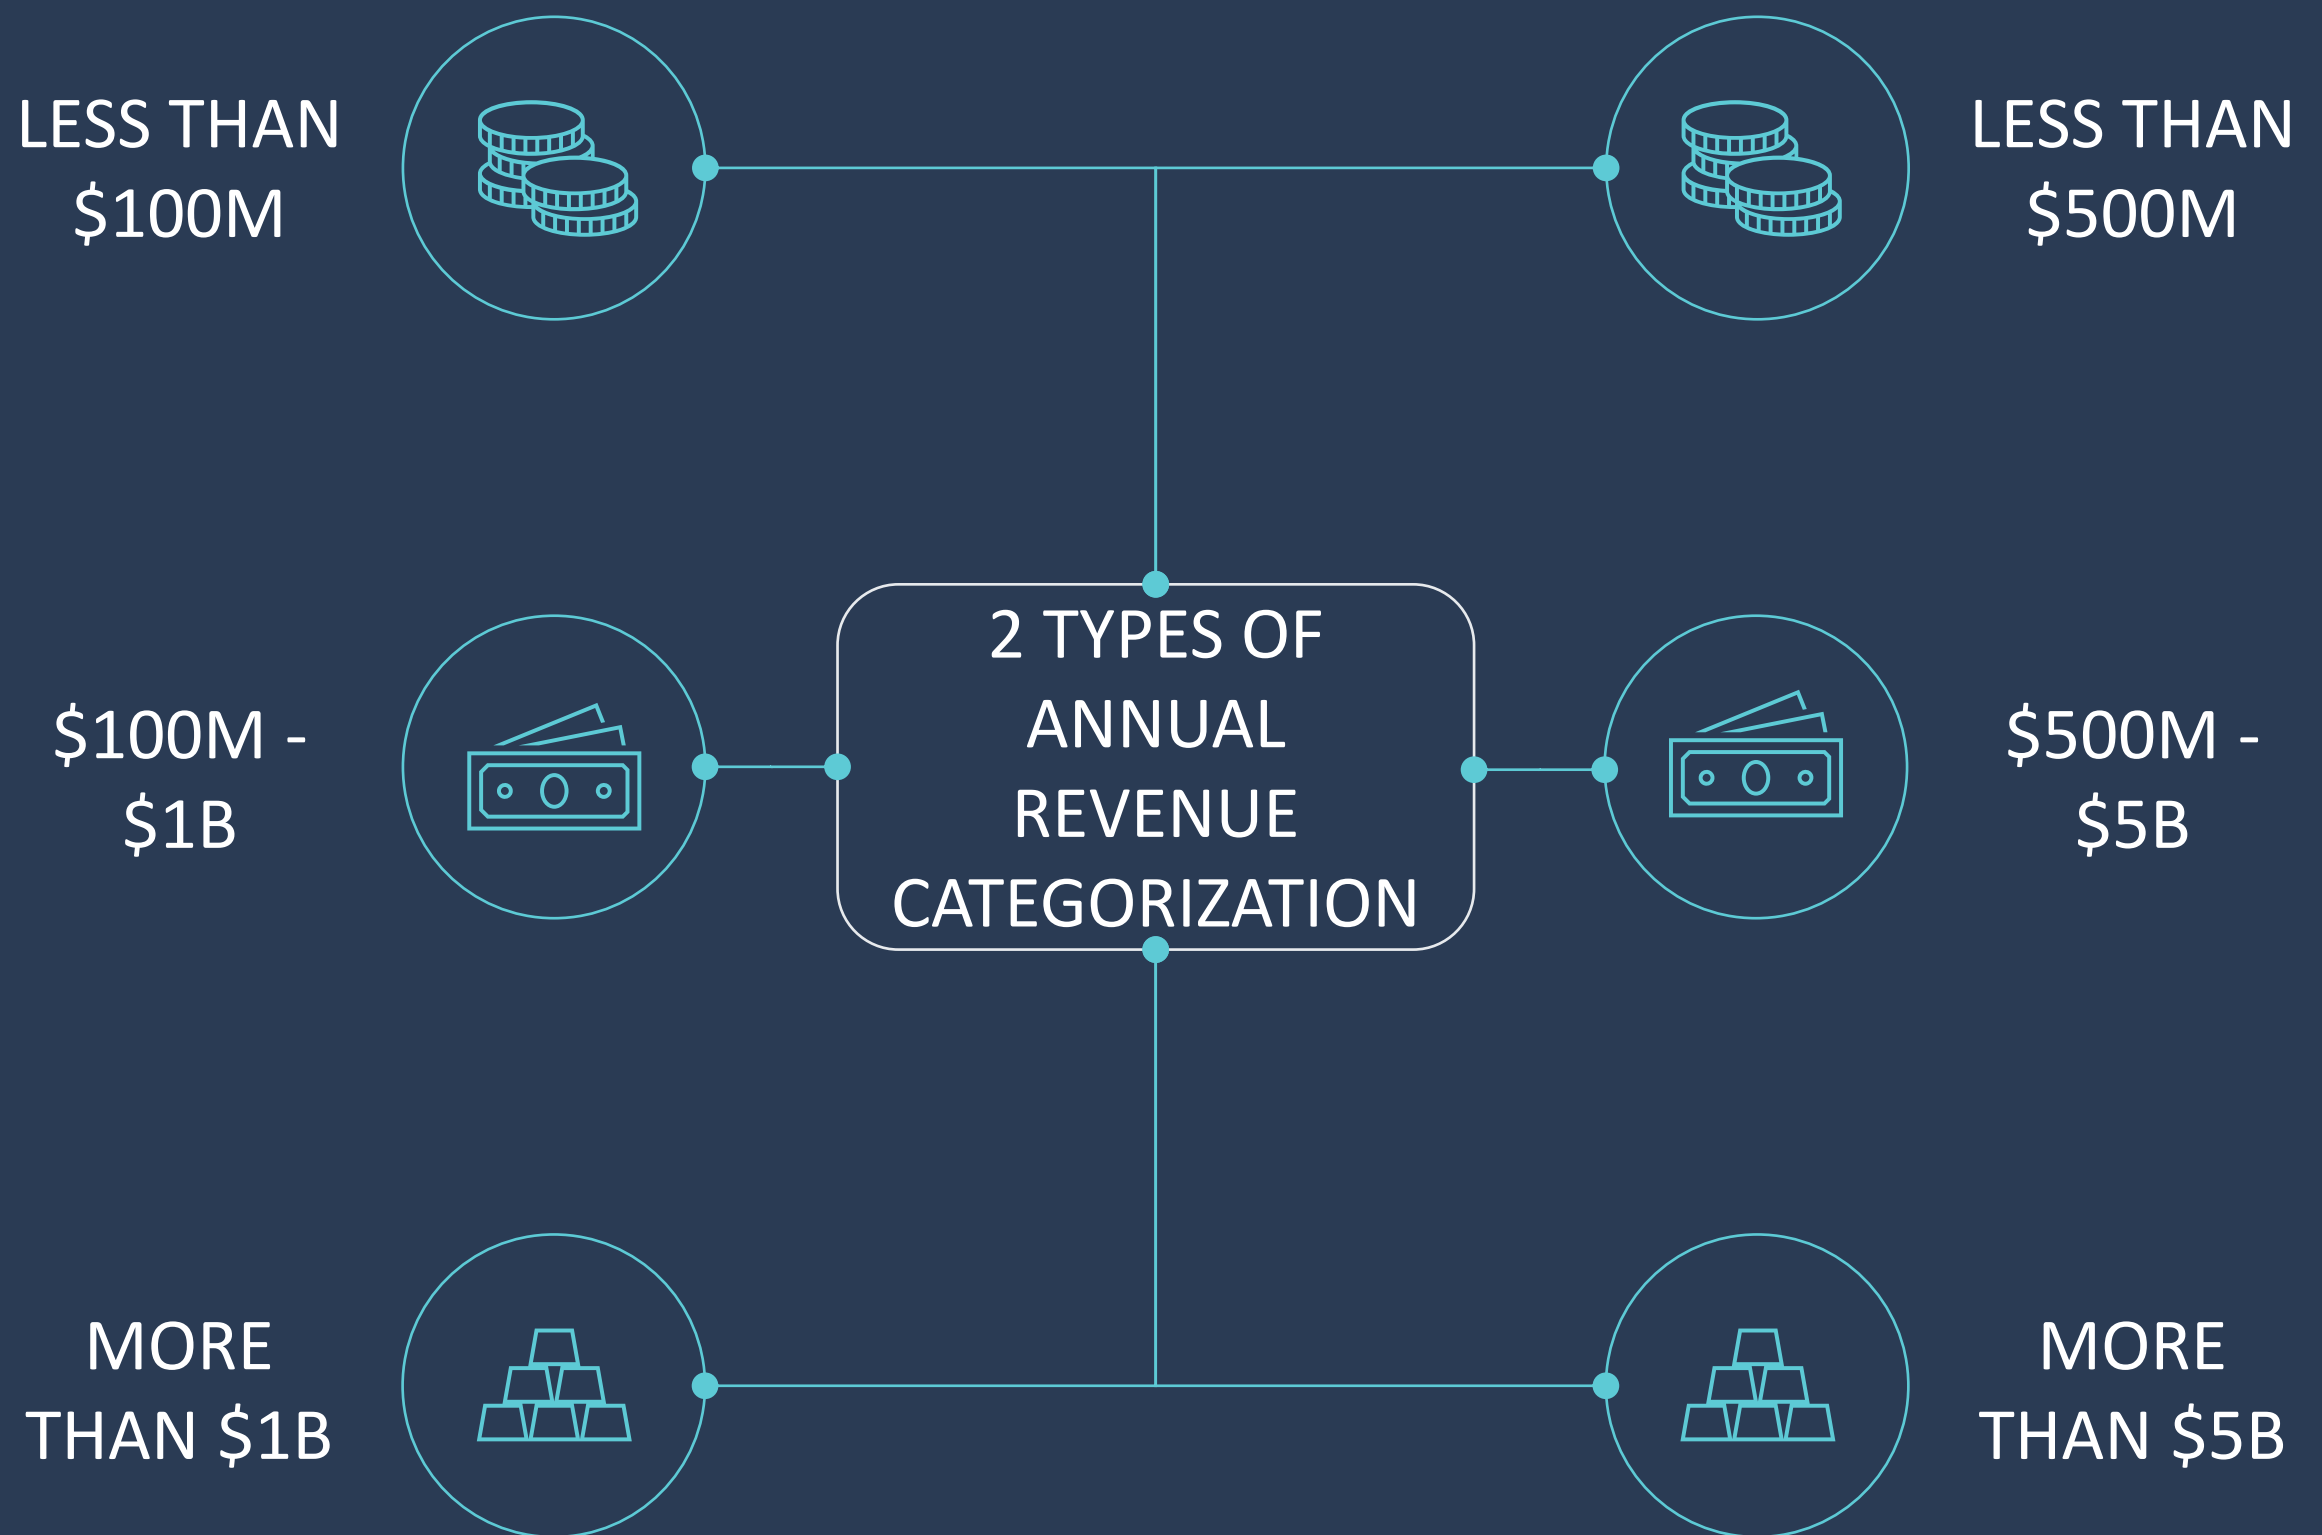 LESS THAN
$100M
LESS THAN
$500M
2 TYPES OF
ANNUAL
REVENUE
CATEGORIZATION
$100M -
$1B
$500M -
$5B
MORE
THAN $1B
MORE
THAN $5B